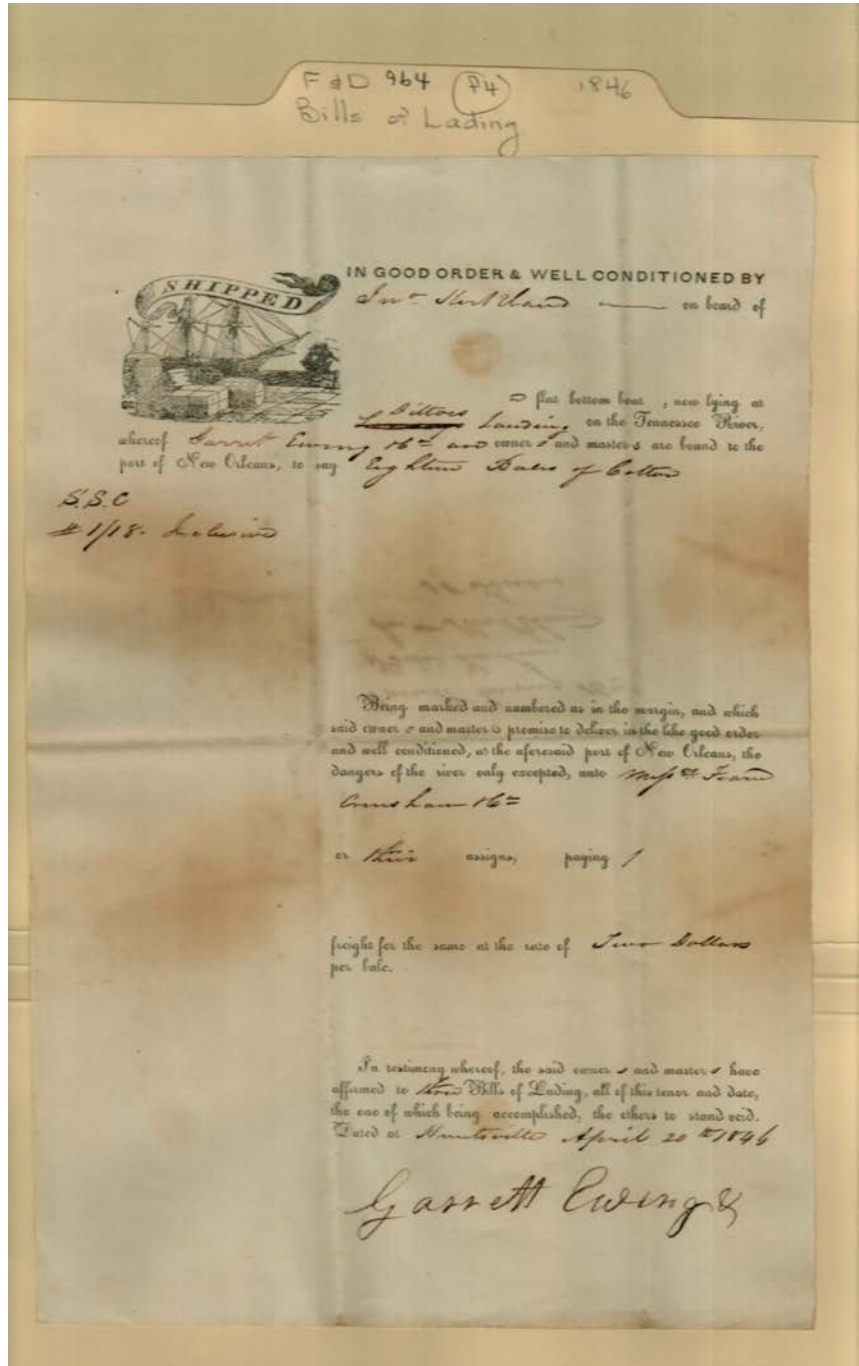 F & D 964 (P4) 1846
Bills of Lading
SHIPPED
IN GOOD ORDER & WELL CONDITIONED BY
on board of
flat bottom boat, now lying at
Dittoes Landing on the Tennessee River,
whereof Garret Ewing & Co are owners and masters are bound to the
port of New Orleans, to say Eighteen Bales of Cotton
S.S.C
# 1/18. Inclusive
Being marked and numbered as in the margin, and which
said owners and masters promise to deliver in the like good order
and well conditioned, at the aforesaid port of New Orleans, the
dangers of the river only excepted, unto Messrs
Crenshaw & Co
or their assigns, paying
freight for the same at the rate of Two Dollars
per bale.
In testimony whereof, the said owners and masters have
affirmed to three Bills of Lading, all of this tenor and date,
the one of which being accomplished, the others to stand void.
Dated at Huntsville April 20th 1846
Garrett Ewing &